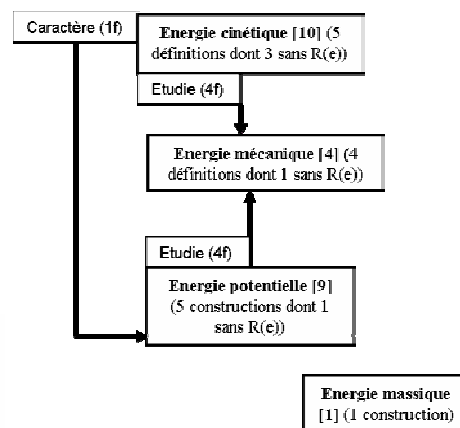 Caractère (1f)
Energie cinétique [10] (5
définitions dont 3 sans R(e))
Etudie (4f)
Energie mécanique [4] (4
définitions dont 1 sans R(e))
Etudie (4f)
Energie potentielle [9]
(5 constructions dont 1
sans R(e))
Energie massique
[1] (1 construction)